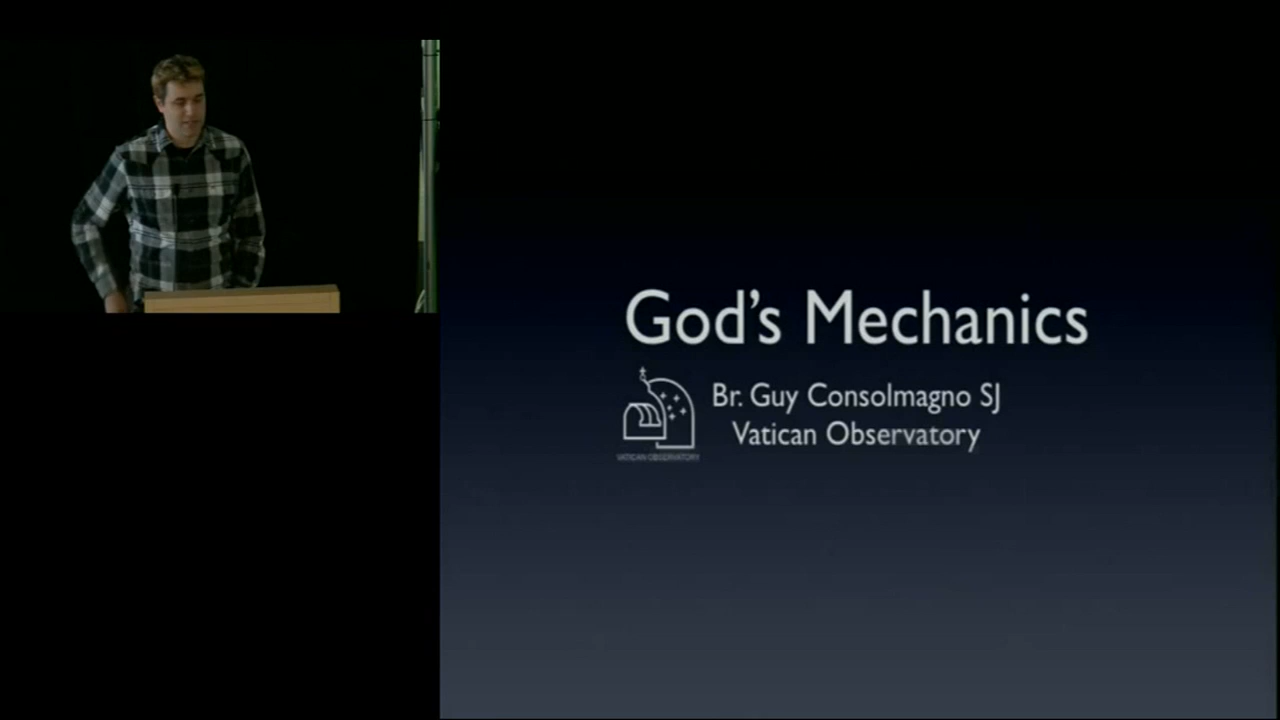 God's Mechanics
Br. Guy Consolmagno SJ
Vatican Observatory
VATICAN OBSERVATORY